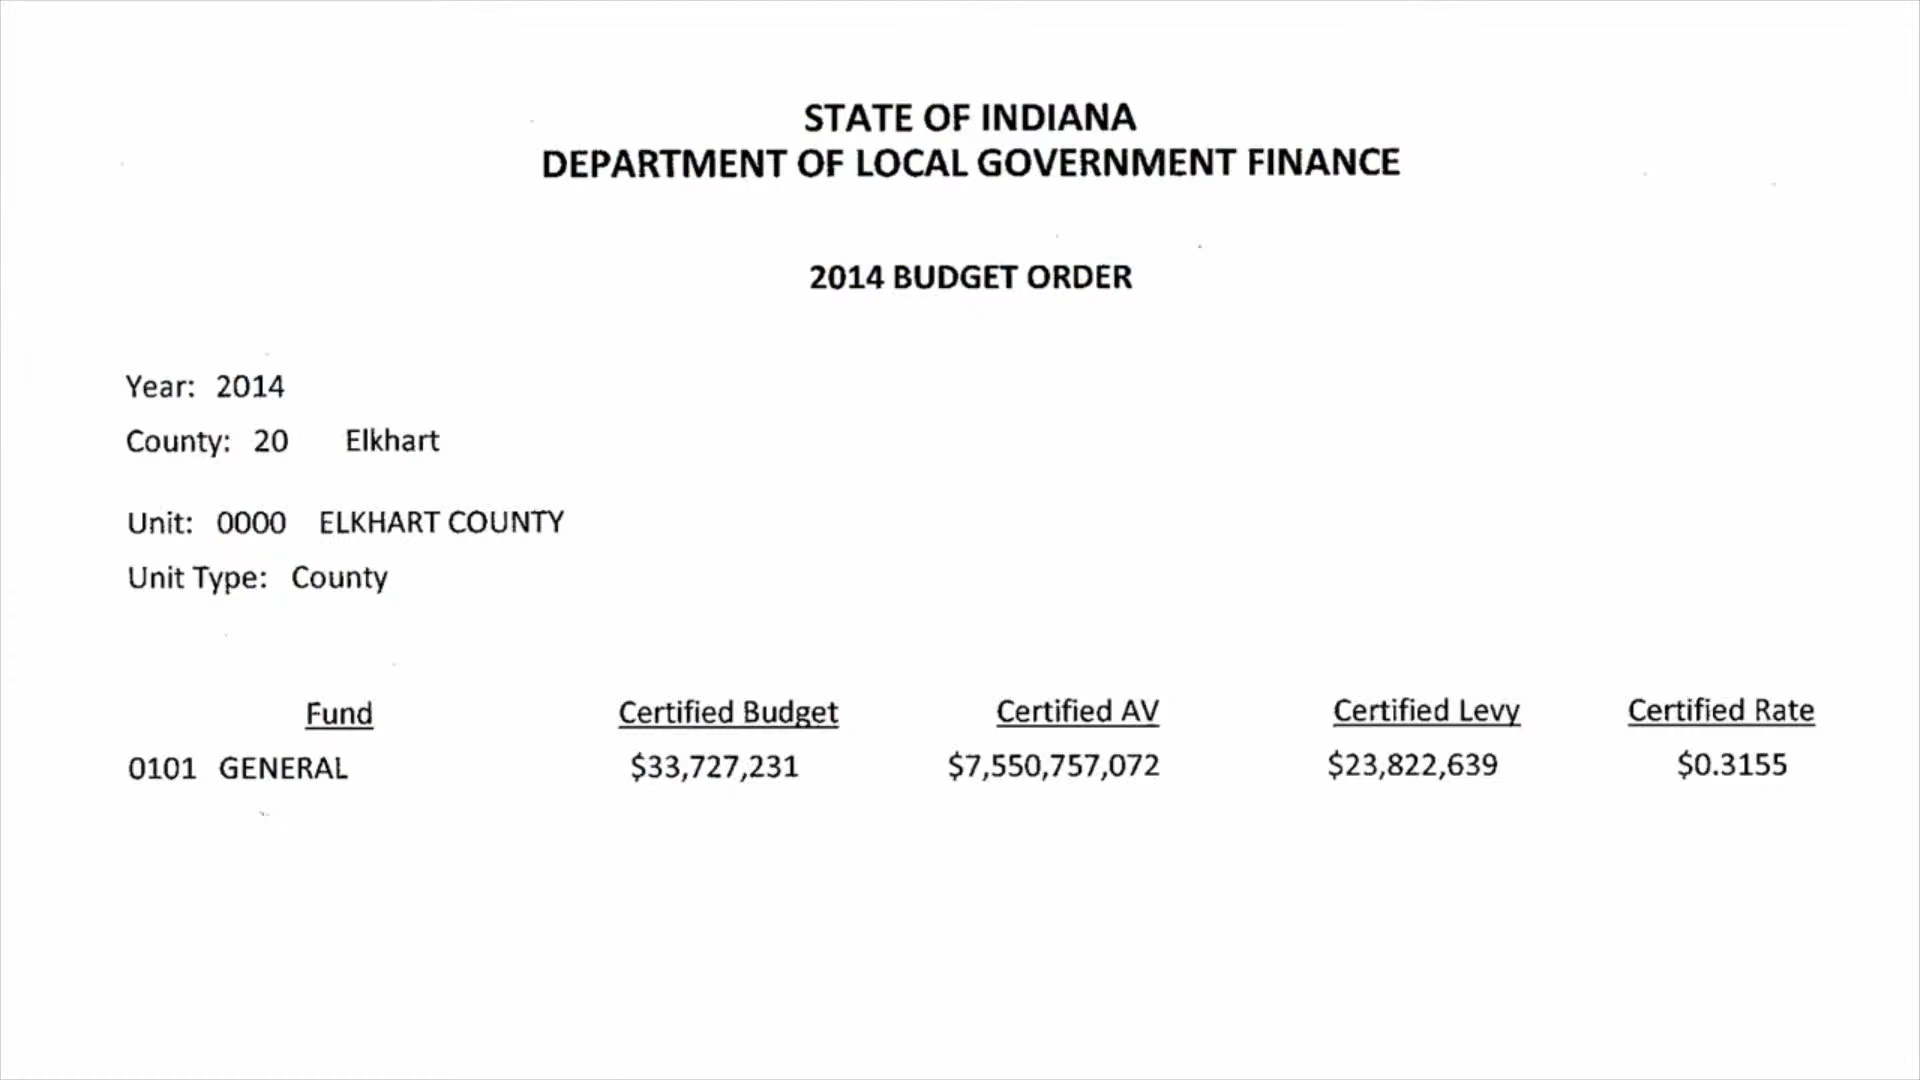 STATE OF INDIANA
DEPARTMENT OF LOCAL GOVERNMENT FINANCE
2014 BUDGET ORDER
Year: 2014
County: 20 Elkhart
Unit: 0000 ELKHART COUNTY
Unit Type: County
Fund Certified Budget Certified AV Certified Levy Certified Rate
0101 GENERAL $33,727,231 $7,550,757,072 $23,822,639 $0.3155